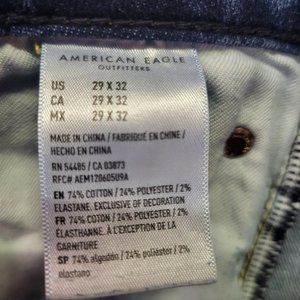 AMERICAN EAGLE
OUTFITTERS
US 29 X 32
CA 29 X 32
MX 29 X 32
MADE IN CHINA / FABRIQUÉ EN CHINE /
HECHO EN CHINA
RN 54485 / CA 03873
RFC# AEM120605U9A
EN 74% COTTON / 24% POLYESTER / 2%
ELASTANE. EXCLUSIVE OF DECORATION
FR 74% COTON / 24% POLYESTER / 2%
ÉLASTHANNE. À L'EXCEPTION DE LA
GARNITURE
SP 74% algodón / 24% poliéster / 2%
elastano